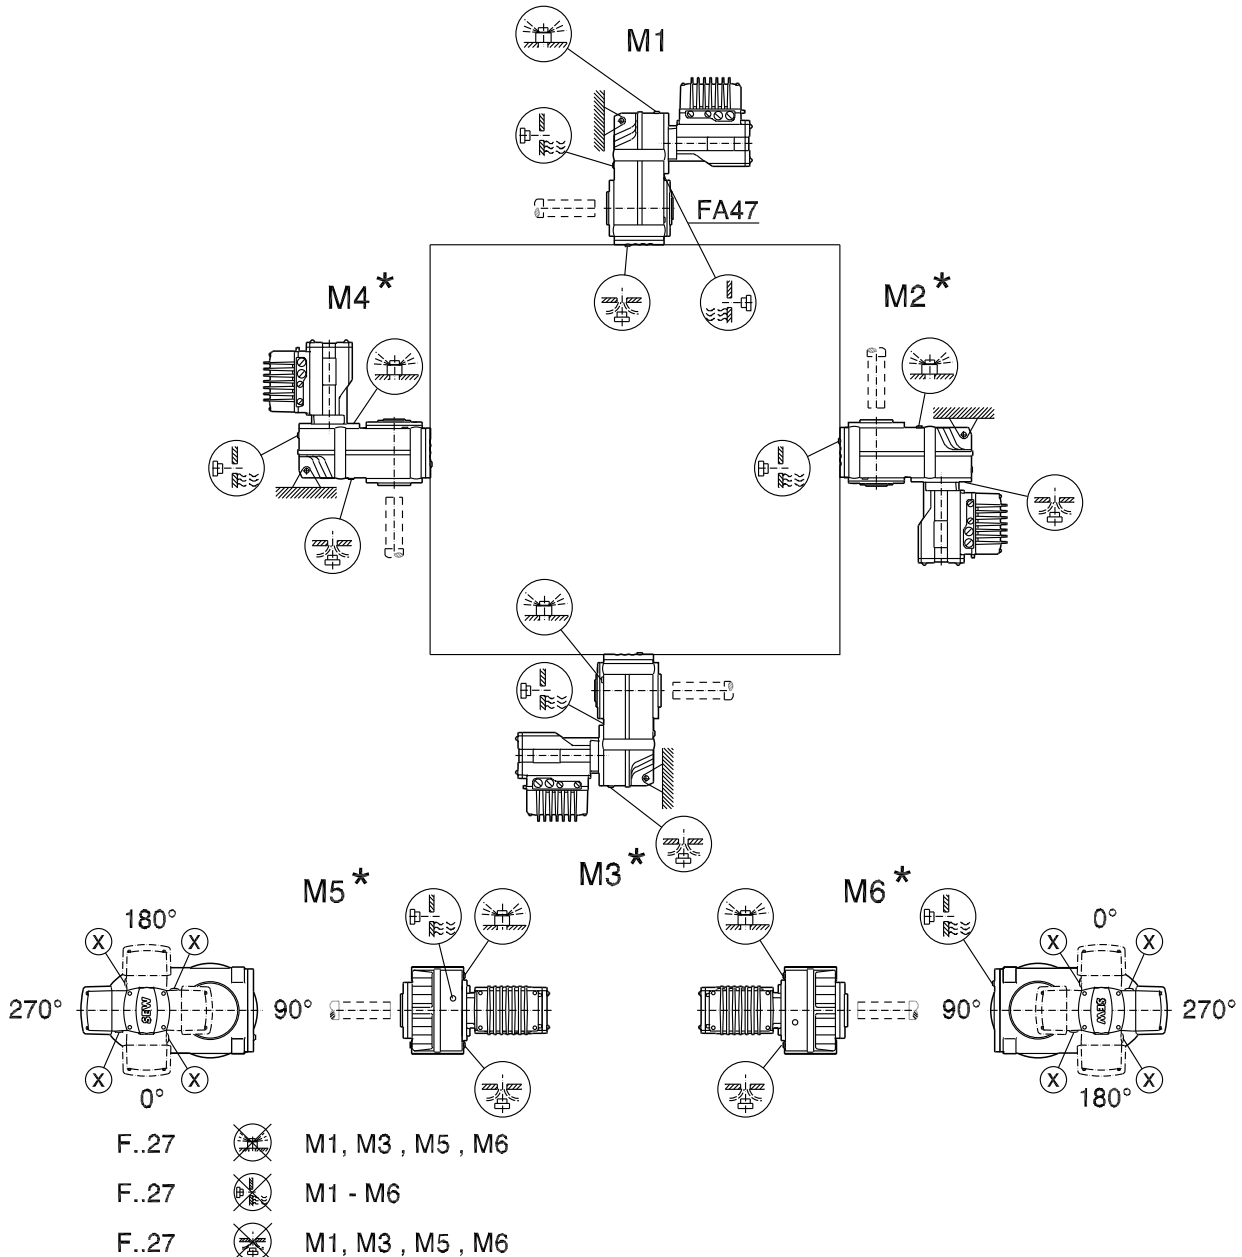 M1
FA47
M4*
M2*
M3*
M5*
M6*
180°
X
X
270°
SEW
90°
X
X
0°
0°
X
X
90°
SEW
270°
X
X
180°
F..27 M1, M3 , M5 , M6
F..27 M1 - M6
F..27 M1, M3 , M5 , M6